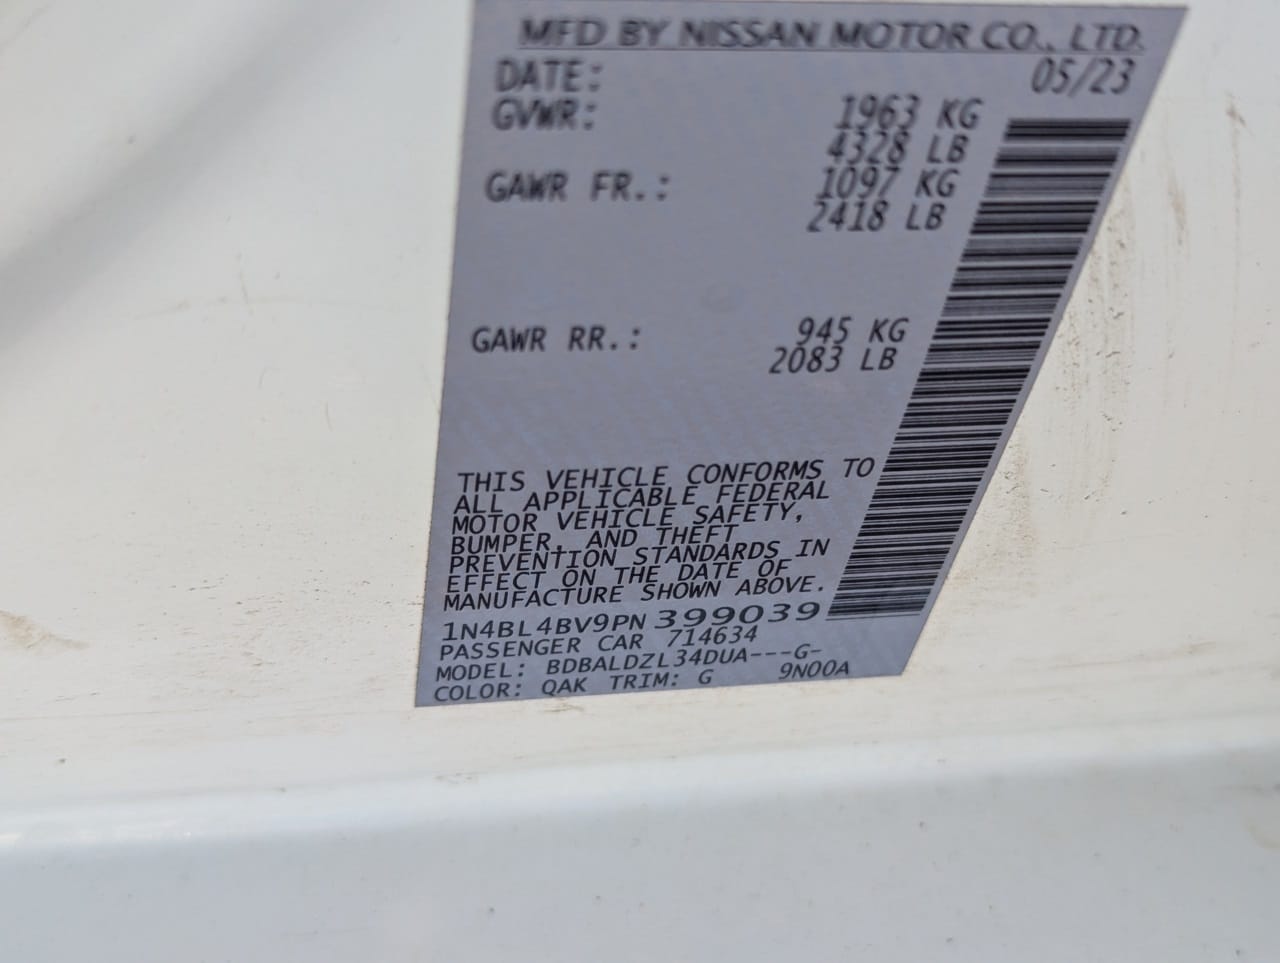 MFD BY NISSAN MOTOR CO., LTD.
DATE: 05/23
GVWR: 1963 KG
4328 LB
GAWR FR.: 1097 KG
2418 LB
GAWR RR.: 945 KG
2083 LB
THIS VEHICLE CONFORMS TO
ALL APPLICABLE FEDERAL
MOTOR VEHICLE SAFETY,
BUMPER, AND THEFT
PREVENTION STANDARDS IN
EFFECT ON THE DATE OF
MANUFACTURE SHOWN ABOVE.
1N4BL4BV9PN399039
PASSENGER CAR 714634
MODEL: BDBALDZL34DUA---G-
COLOR: QAK TRIM: G 9N00A